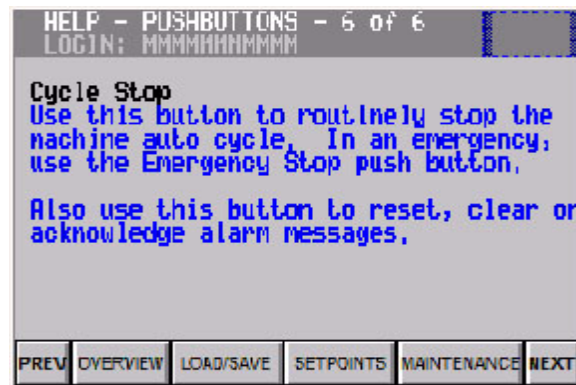 HELP - PUSHBUTTONS - 6 of 6
LOGIN:
Cycle Stop
Use this button to routinely stop the
machine auto cycle. In an emergency,
use the Emergency Stop push button.
Also use this button to reset, clear or
acknowledge alarm messages.
PREV OVERVIEW LOAD/SAVE SETPOINTS MAINTENANCE NEXT